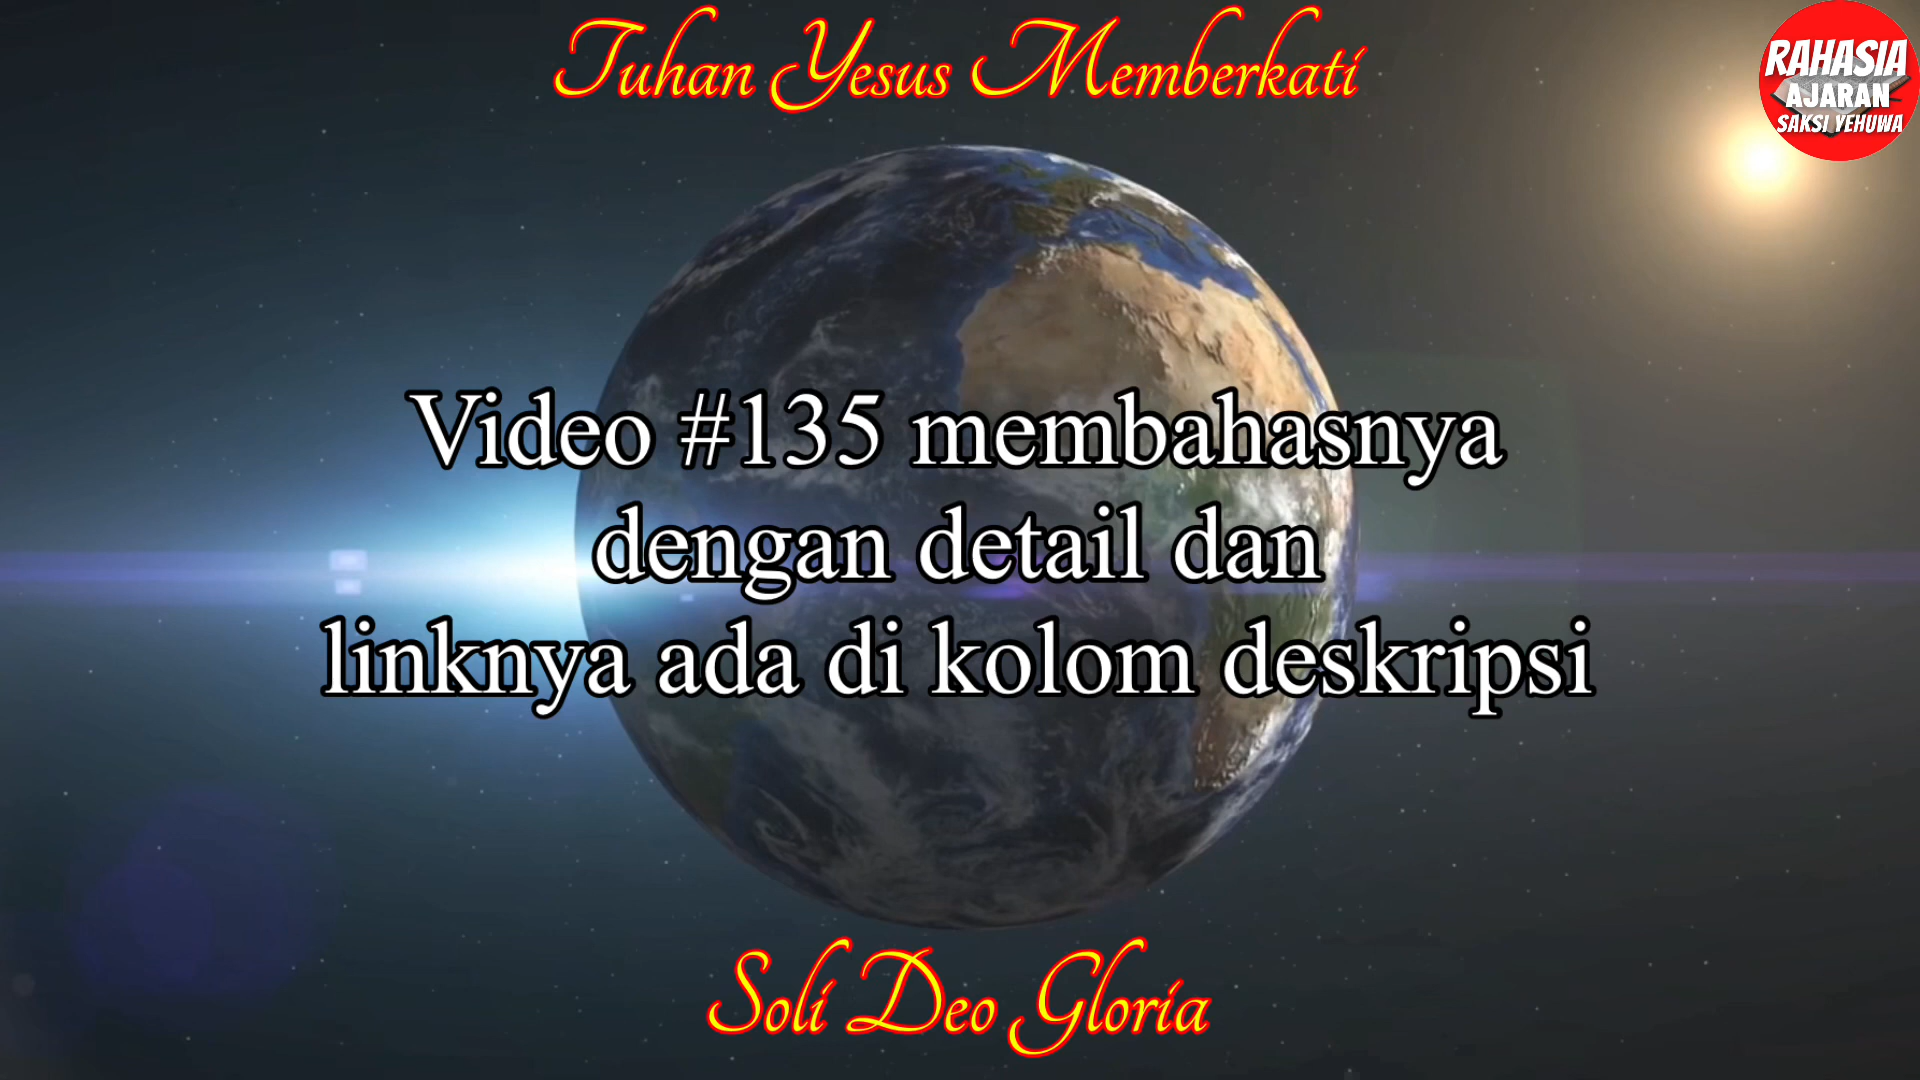 Tuhan Yesus Memberkati
RAHASIA
AJARAN
SAKSI YEHUWA
Video #135 membahasnya
dengan detail dan
linknya ada di kolom deskripsi
Soli Deo Gloria